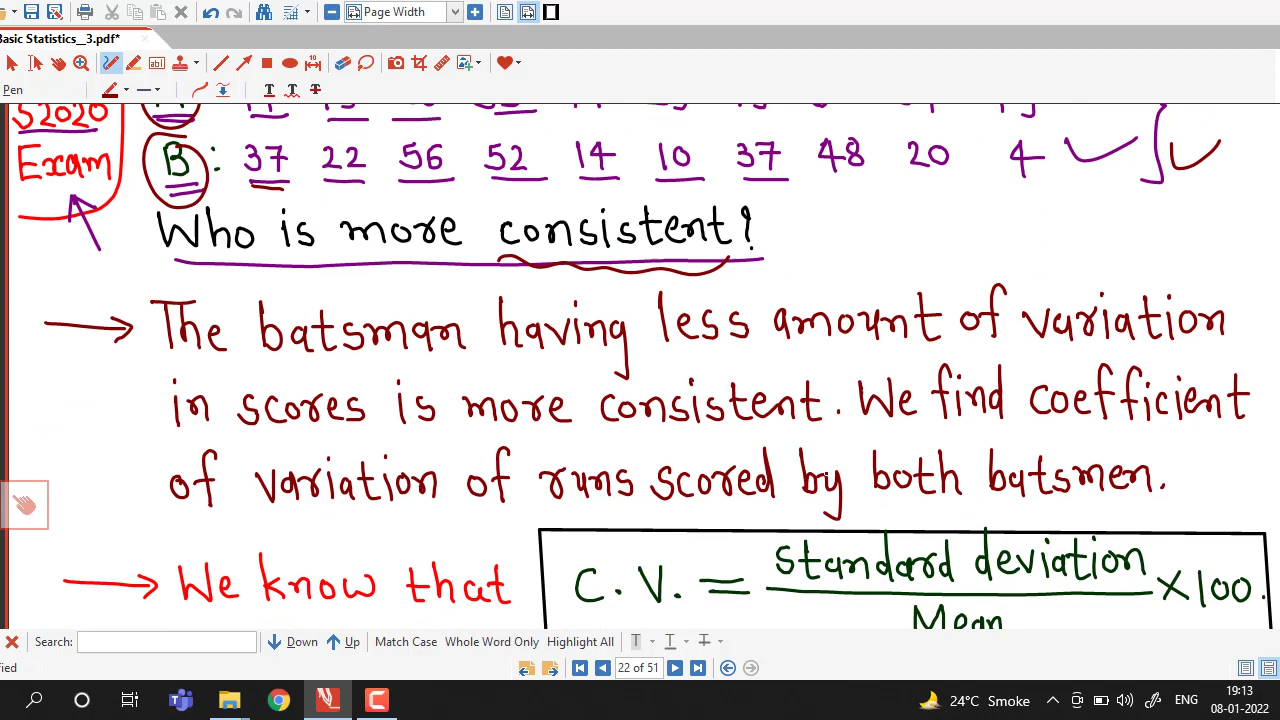 Page Width
Basic Statistics__3.pdf*
Pen
S2020
Exam
B : 37 22 56 52 14 10 37 48 20 4
Who is more consistent?
The batsman having less amount of variation
in scores is more consistent. We find coefficient
of variation of runs scored by both batsmen.
We know that
C.V. = standard deviation
Mean
×100.
Search: Down Up Match Case Whole Word Only Highlight All T T T
fied 22 of 51
24°C Smoke ENG
19:13
08-01-2022